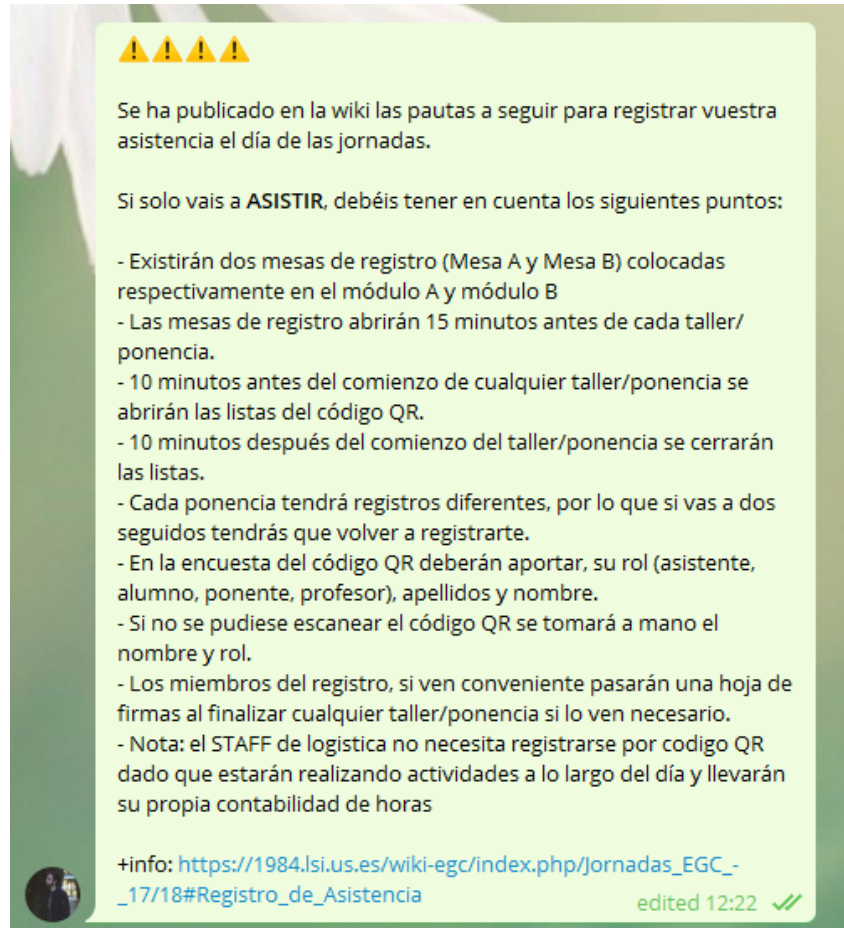 ⚠️⚠️⚠️⚠️
Se ha publicado en la wiki las pautas a seguir para registrar vuestra
asistencia el día de las jornadas.
Si solo vais a ASISTIR, debéis tener en cuenta los siguientes puntos:
- Existirán dos mesas de registro (Mesa A y Mesa B) colocadas
respectivamente en el módulo A y módulo B
- Las mesas de registro abrirán 15 minutos antes de cada taller/
ponencia.
- 10 minutos antes del comienzo de cualquier taller/ponencia se
abrirán las listas del código QR.
- 10 minutos después del comienzo del taller/ponencia se cerrarán
las listas.
- Cada ponencia tendrá registros diferentes, por lo que si vas a dos
seguidos tendrás que volver a registrarte.
- En la encuesta del código QR deberán aportar, su rol (asistente,
alumno, ponente, profesor), apellidos y nombre.
- Si no se pudiese escanear el código QR se tomará a mano el
nombre y rol.
- Los miembros del registro, si ven conveniente pasarán una hoja de
firmas al finalizar cualquier taller/ponencia si lo ven necesario.
- Nota: el STAFF de logistica no necesita registrarse por codigo QR
dado que estarán realizando actividades a lo largo del día y llevarán
su propia contabilidad de horas
+info: https://1984.lsi.us.es/wiki-egc/index.php/Jornadas_EGC_-
_17/18#Registro_de_Asistencia
edited 12:22